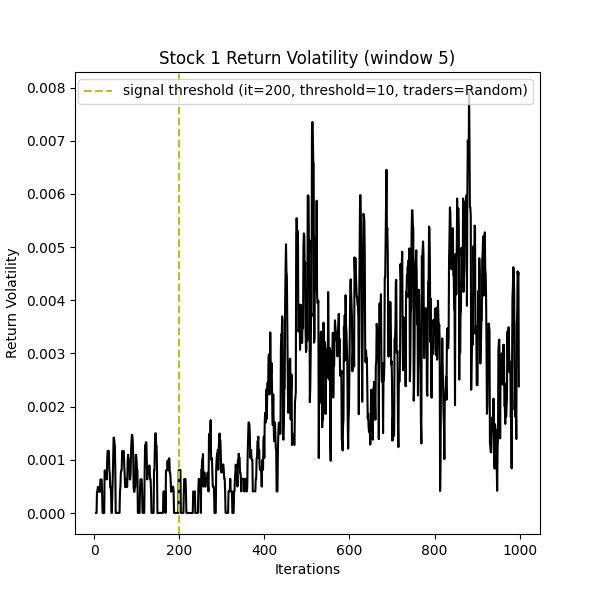 Stock 1 Return Volatility (window 5)
signal threshold (it=200, threshold=10, traders=Random)
0.008
0.007
0.006
0.005
0.004
0.003
0.002
0.001
0.000
Return Volatility
0 200 400 600 800 1000
Iterations